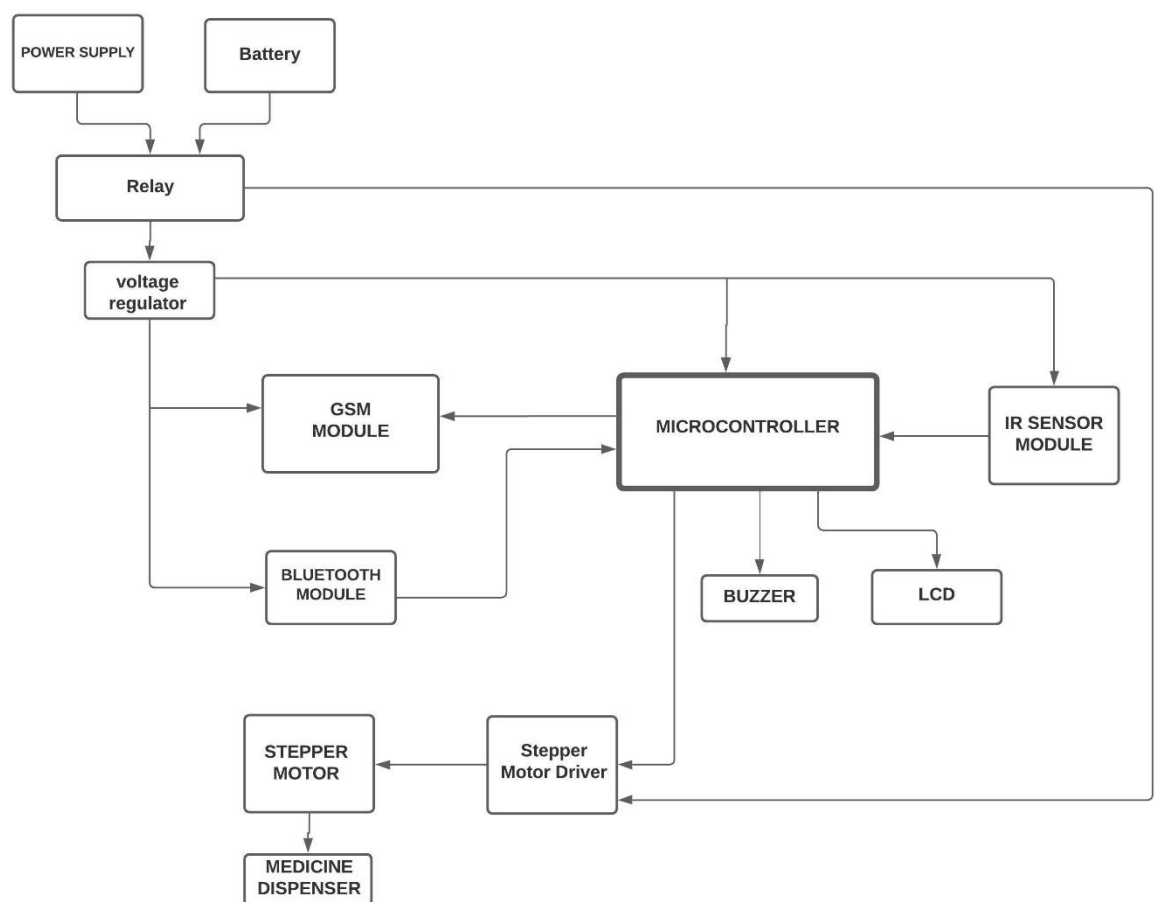 POWER SUPPLY
Battery
Relay
voltage
regulator
GSM
MODULE
MICROCONTROLLER
IR SENSOR
MODULE
BLUETOOTH
MODULE
BUZZER
LCD
STEPPER
MOTOR
Stepper
Motor Driver
MEDICINE
DISPENSER